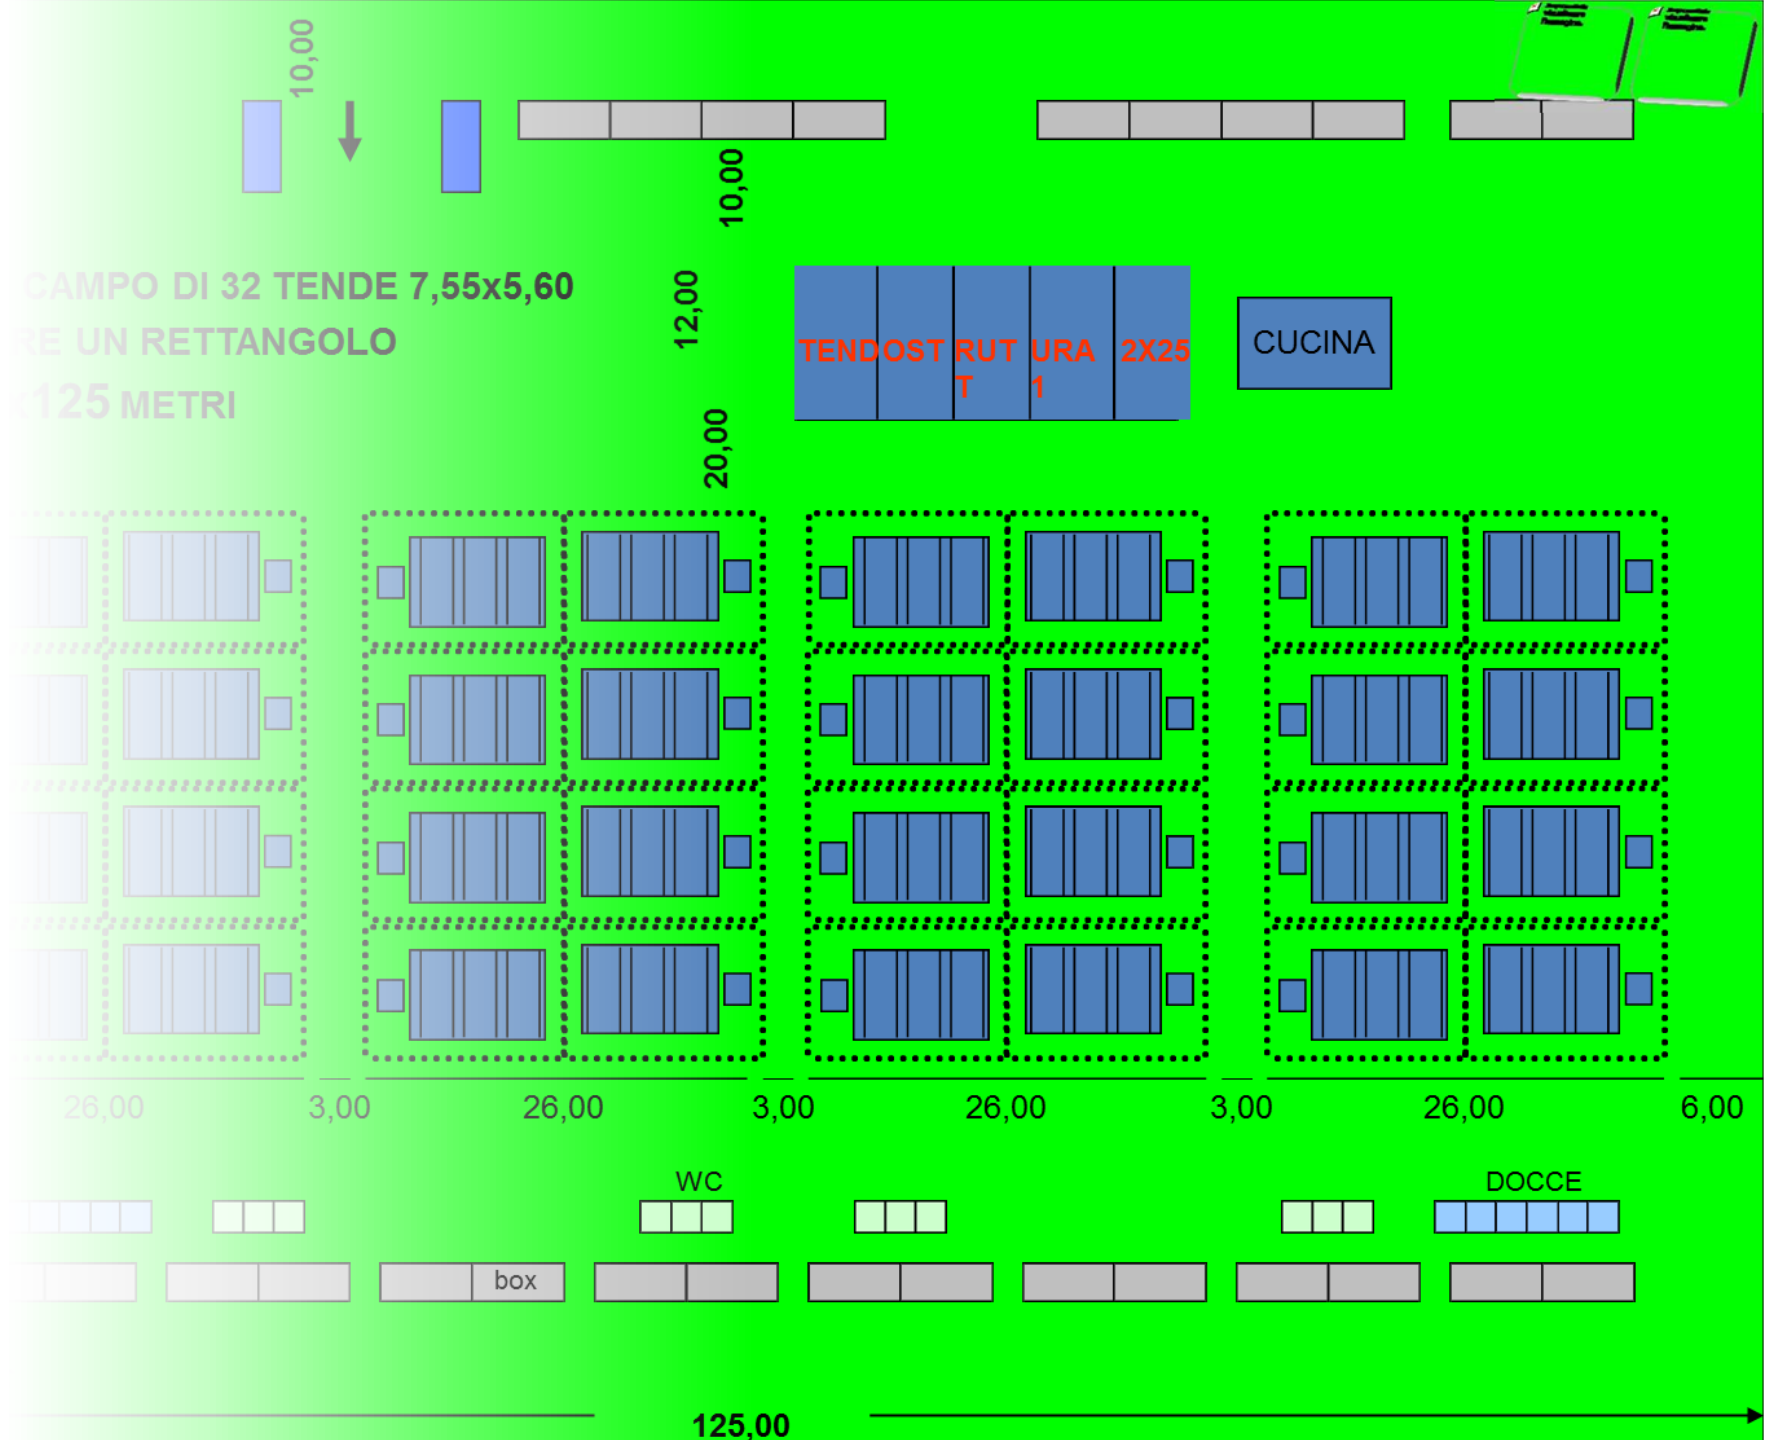 10,00
10,00
CAMPO DI 32 TENDE 7,55x5,60
RE UN RETTANGOLO
125 METRI
12,00
TENDOSTRUTTURA 12X25
CUCINA
20,00
26,00 3,00 26,00 3,00 26,00 3,00 26,00 6,00
WC
DOCCE
box
125,00